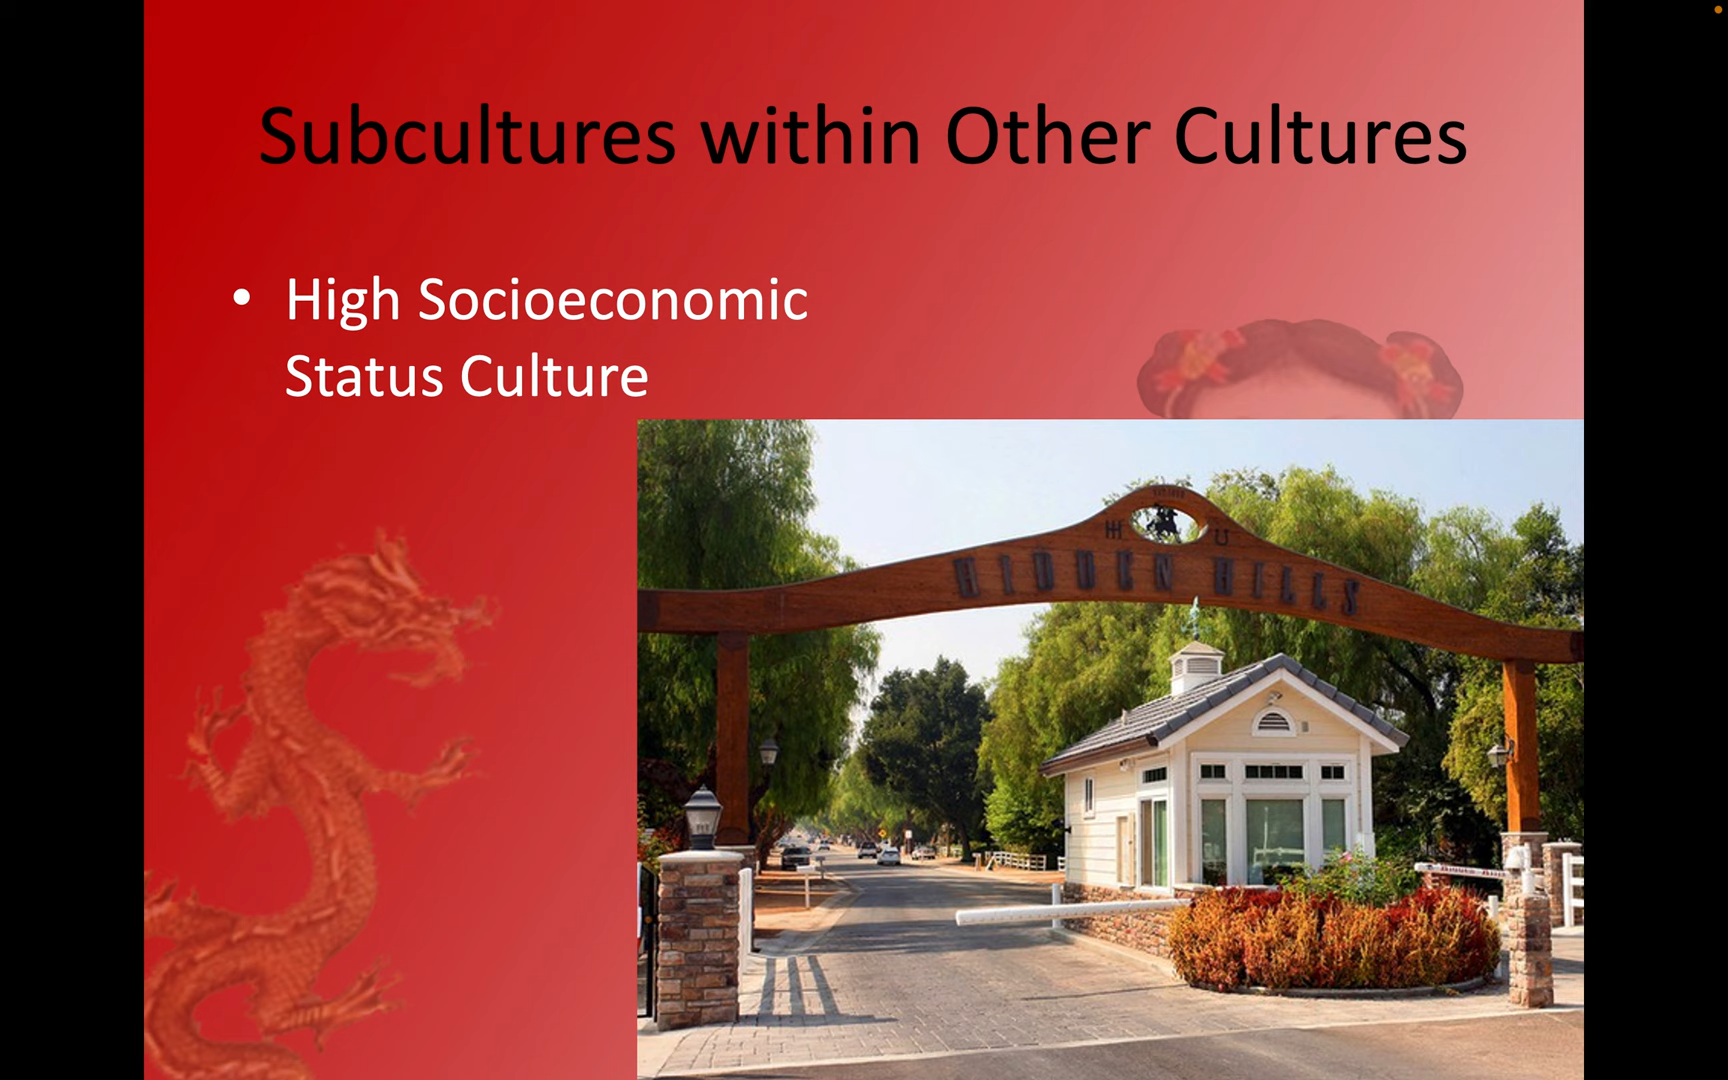 Subcultures within Other Cultures
• High Socioeconomic
Status Culture
HIDDEN HILLS